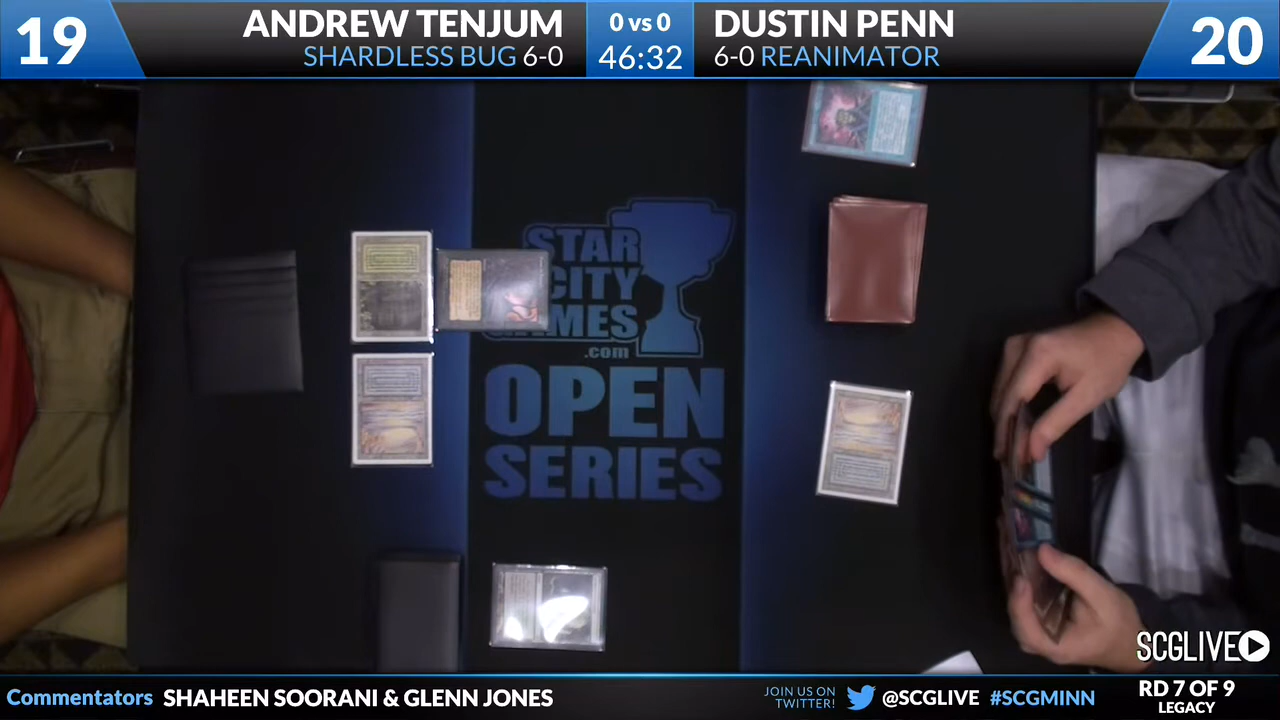 19
ANDREW TENJUM
SHARDLESS BUG 6-0
0 vs 0
46:32
DUSTIN PENN
6-0 REANIMATOR
20
STAR
CITY
GAMES
.com
OPEN
SERIES
SCGLIVE
Commentators SHAHEEN SOORANI & GLENN JONES
JOIN US ON
TWITTER!
@SCGLIVE #SCGMINN
RD 7 OF 9
LEGACY